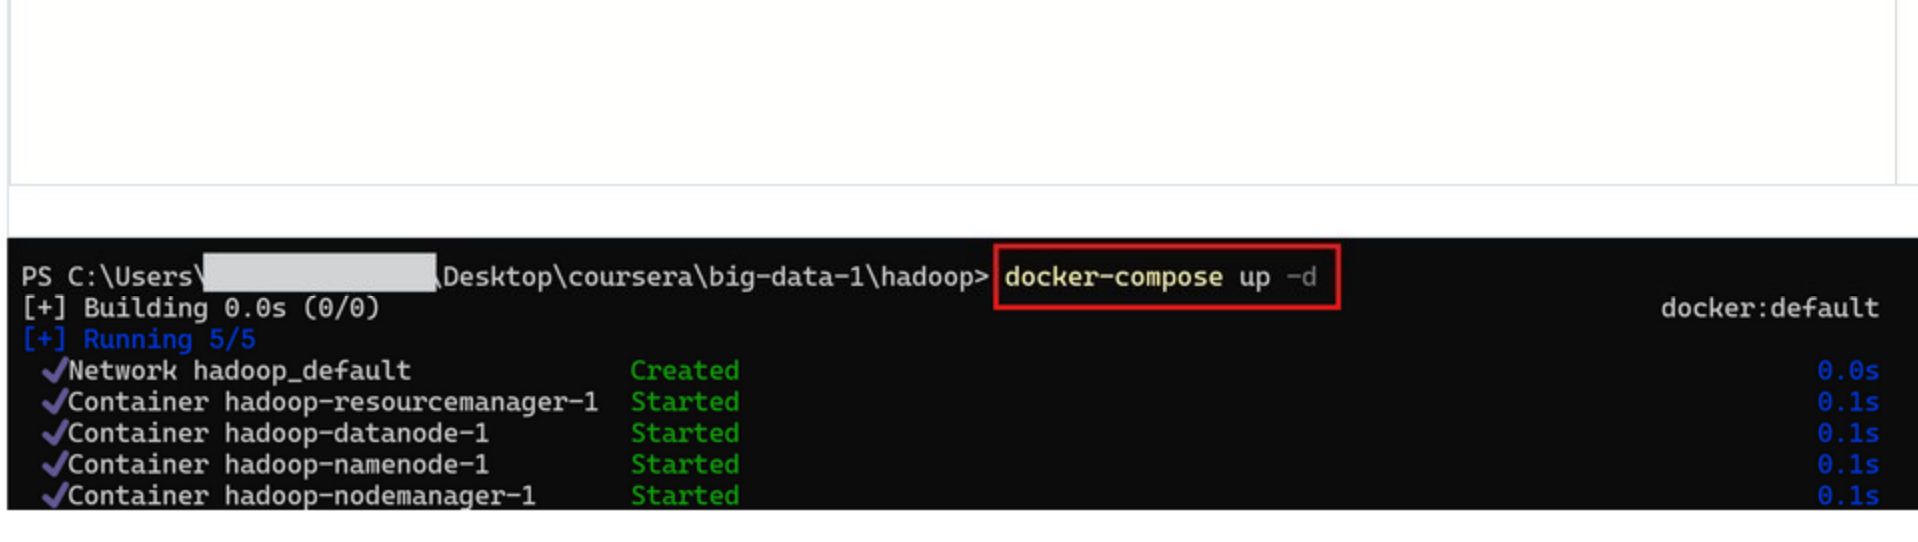 PS C:\Users\ \Desktop\coursera\big-data-1\hadoop> docker-compose up -d
[+] Building 0.0s (0/0) docker:default
[+] Running 5/5
✔Network hadoop_default Created 0.0s
✔Container hadoop-resourcemanager-1 Started 0.1s
✔Container hadoop-datanode-1 Started 0.1s
✔Container hadoop-namenode-1 Started 0.1s
✔Container hadoop-nodemanager-1 Started 0.1s